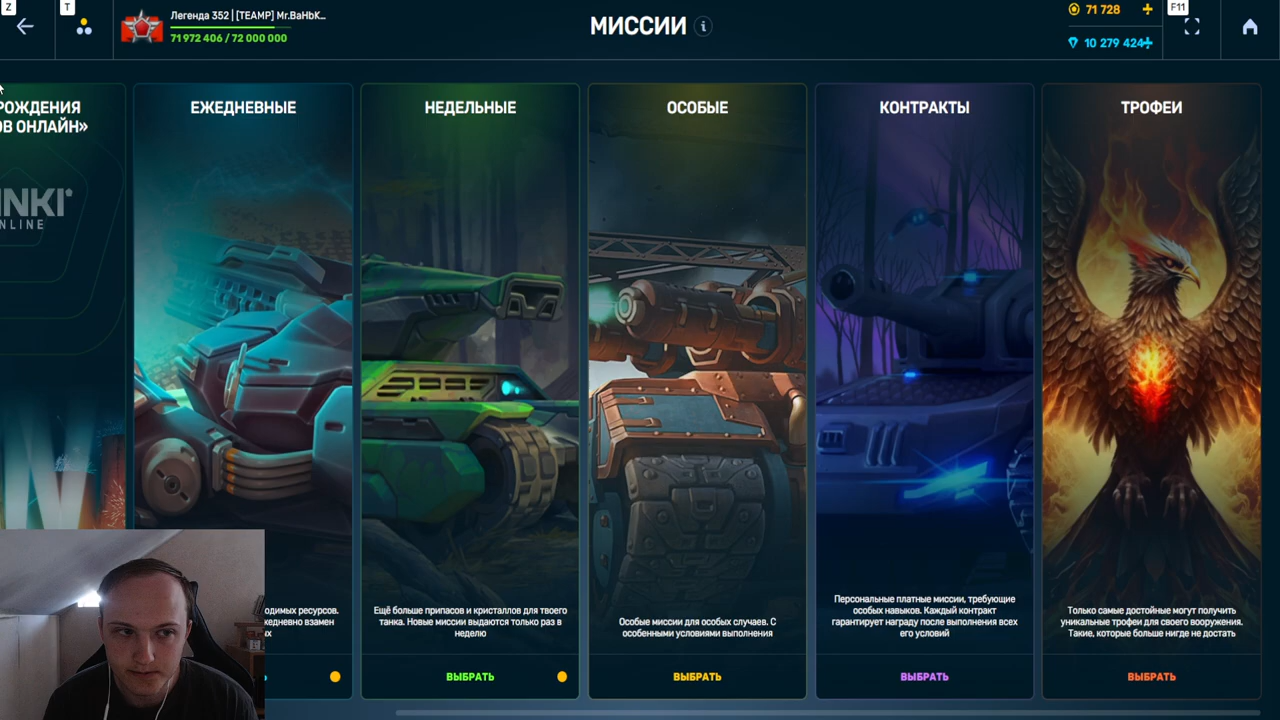 Z
T
Легенда 352 | [TEAMP] Mr.BaHbK...
71 972 406 / 72 000 000
МИССИИ
i
71 728
10 279 424
F11
РОЖДЕНИЯ
ОВ ОНЛАЙН»
ЕЖЕДНЕВНЫЕ
НЕДЕЛЬНЫЕ
ОСОБЫЕ
КОНТРАКТЫ
ТРОФЕИ
NKI
NLINE
одимых ресурсов.
жедневно взамен
Ещё больше припасов и кристаллов для твоего
танка. Новые миссии выдаются только раз в
неделю
Особые миссии для особых случаев. С
особенными условиями выполнения
Персональные платные миссии, требующие
особых навыков. Каждый контракт
гарантирует награду после выполнения всех
его условий
Только самые достойные могут получить
уникальные трофеи для своего вооружения.
Такие, которые больше нигде не достать
ВЫБРАТЬ
ВЫБРАТЬ
ВЫБРАТЬ
ВЫБРАТЬ